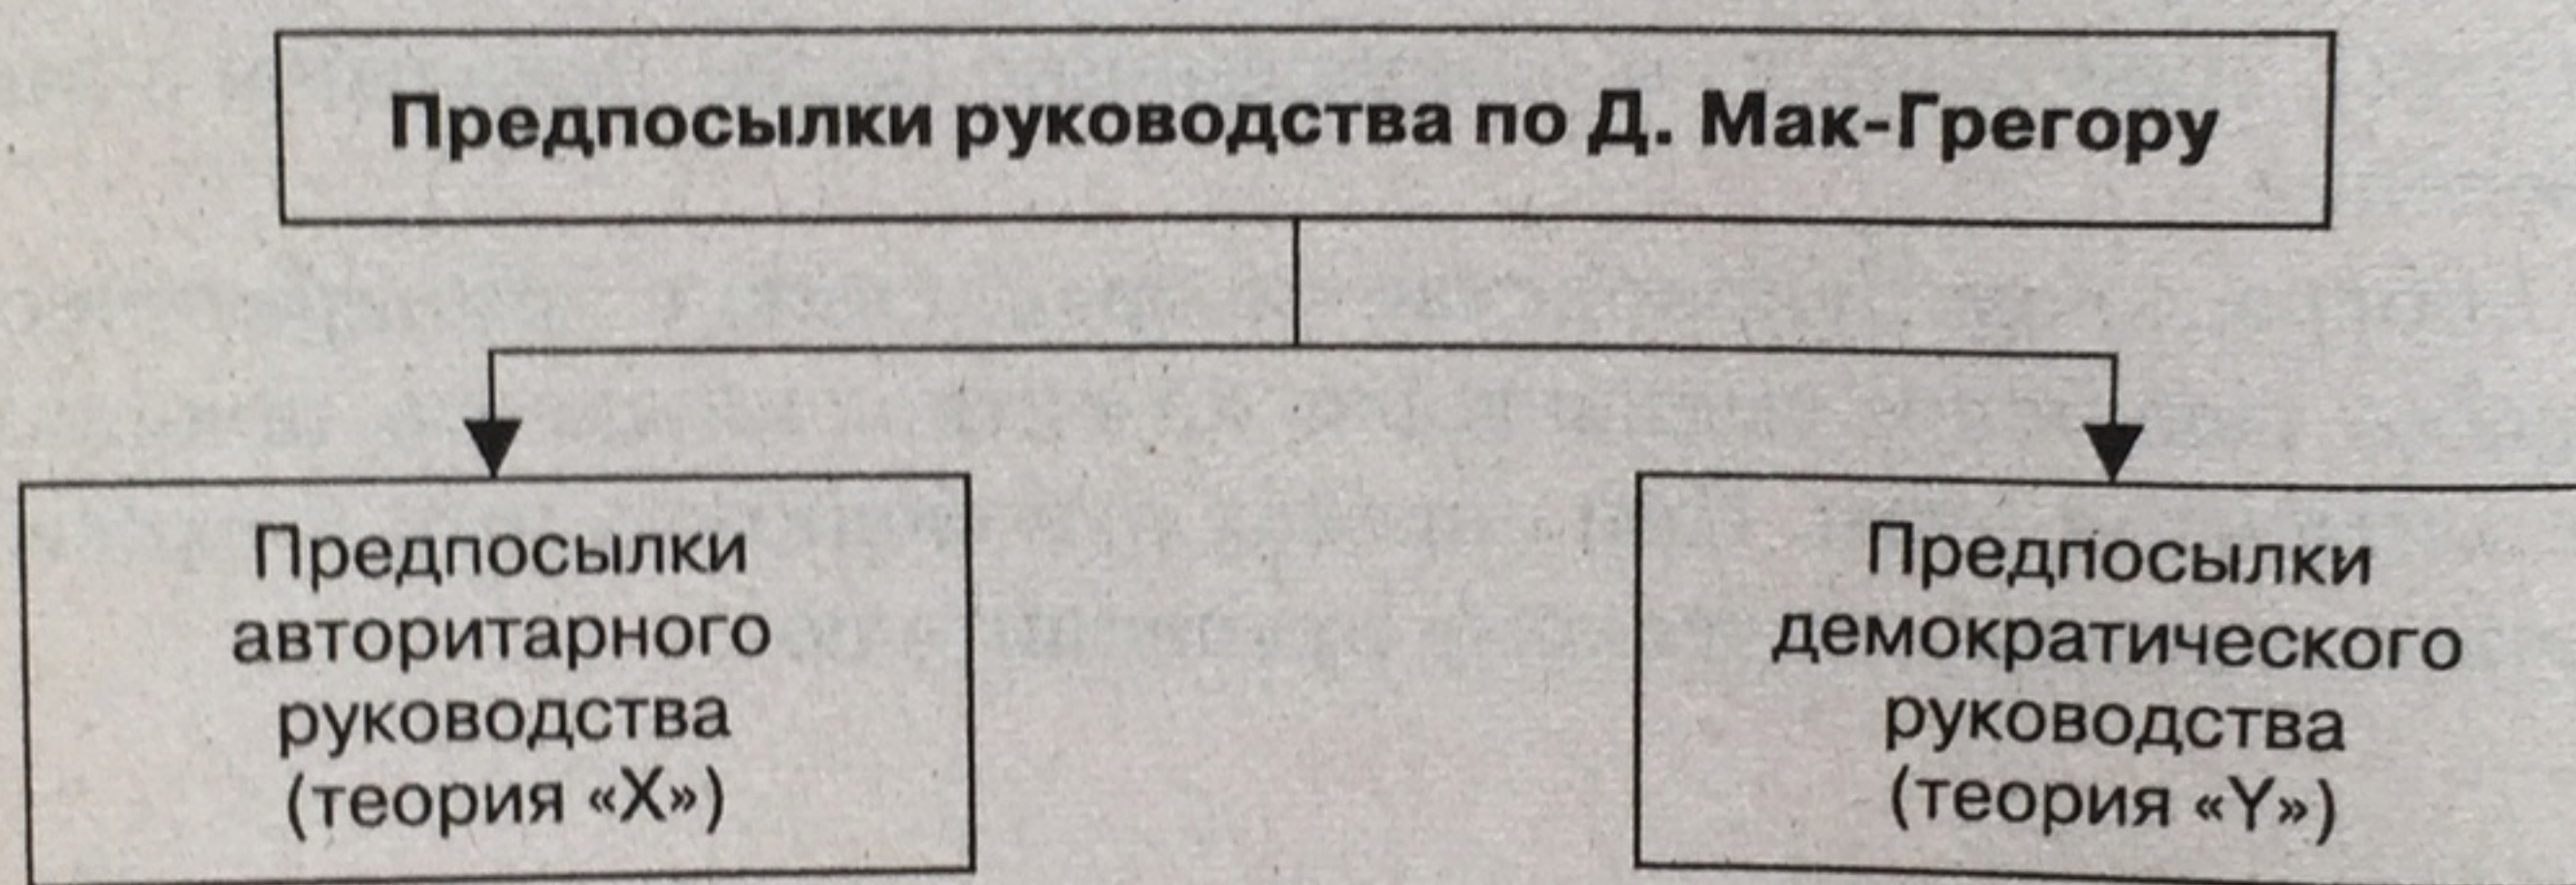 Предпосылки руководства по Д. Мак-Грегору
Предпосылки
авторитарного
руководства
(теория «X»)
Предпосылки
демократического
руководства
(теория «Y»)